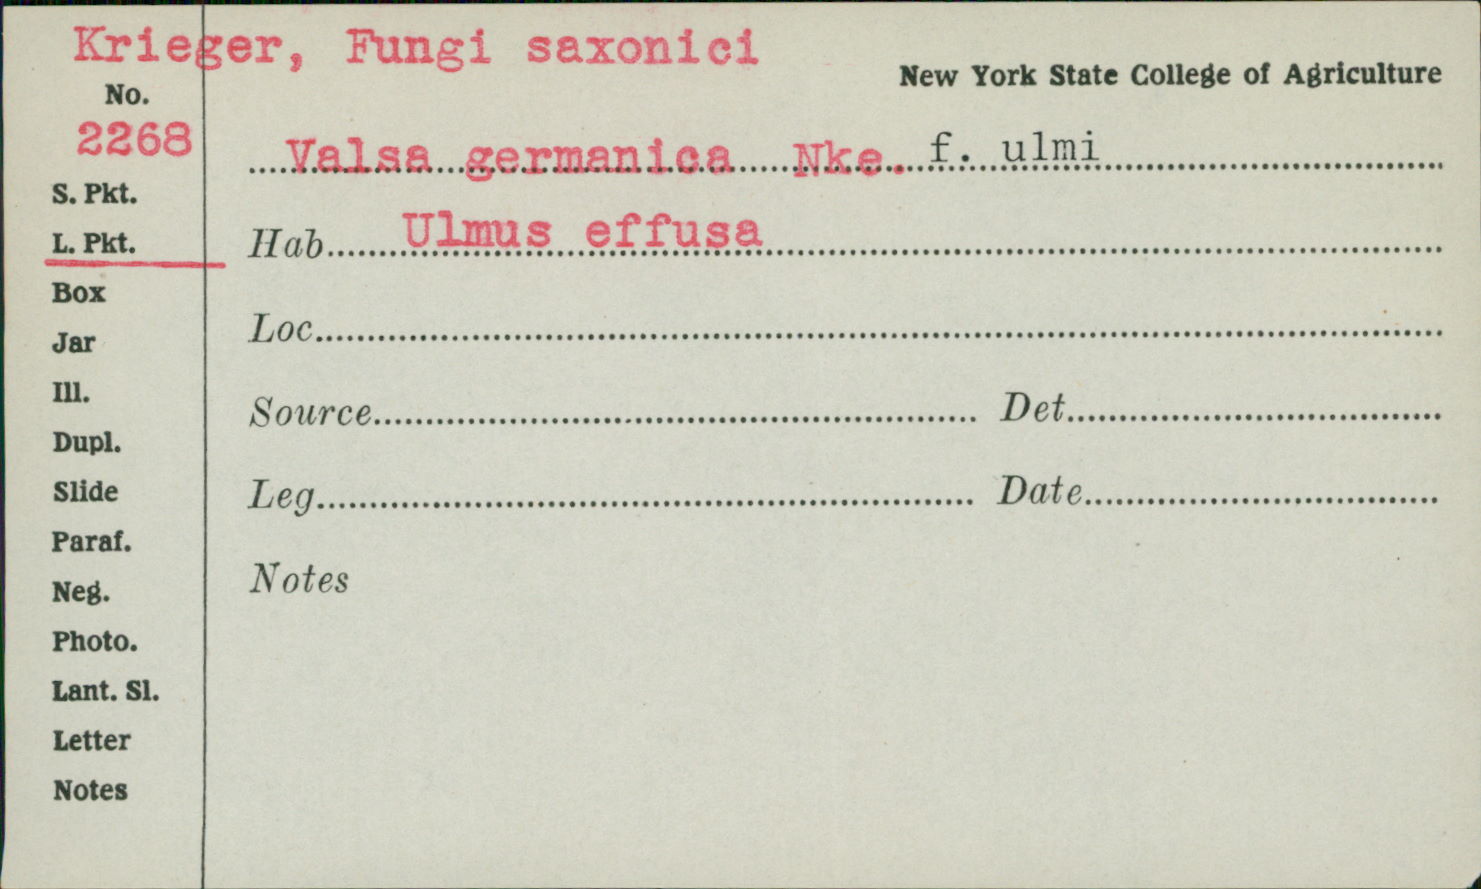 Krieger, Fungi saxonici
New York State College of Agriculture
No.
2268
Valsa germanica Nke. f. ulmi
S. Pkt.
L. Pkt.
Hab Ulmus effusa
Box
Loc
Jar
Ill.
Source Det
Dupl.
Slide
Leg Date
Paraf.
Notes
Neg.
Photo.
Lant. Sl.
Letter
Notes